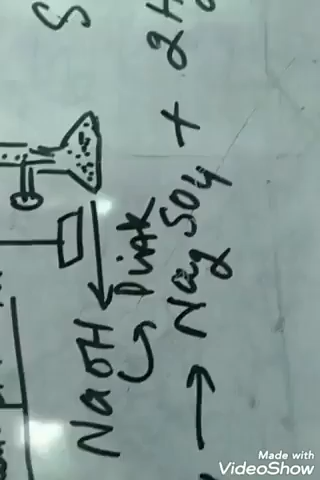 NaOH S
Pink
→ Na₂SO₄ + 2H
Made with
VideoShow